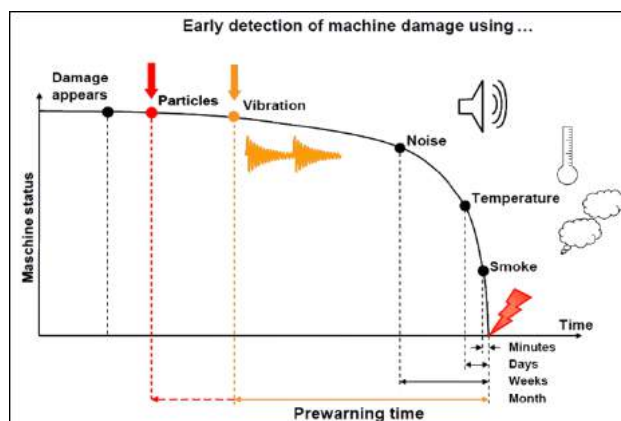 Early detection of machine damage using ...
Damage
appears
Particles
Vibration
Noise
Temperature
Smoke
Maschine status
Time
Minutes
Days
Weeks
Month
Prewarning time